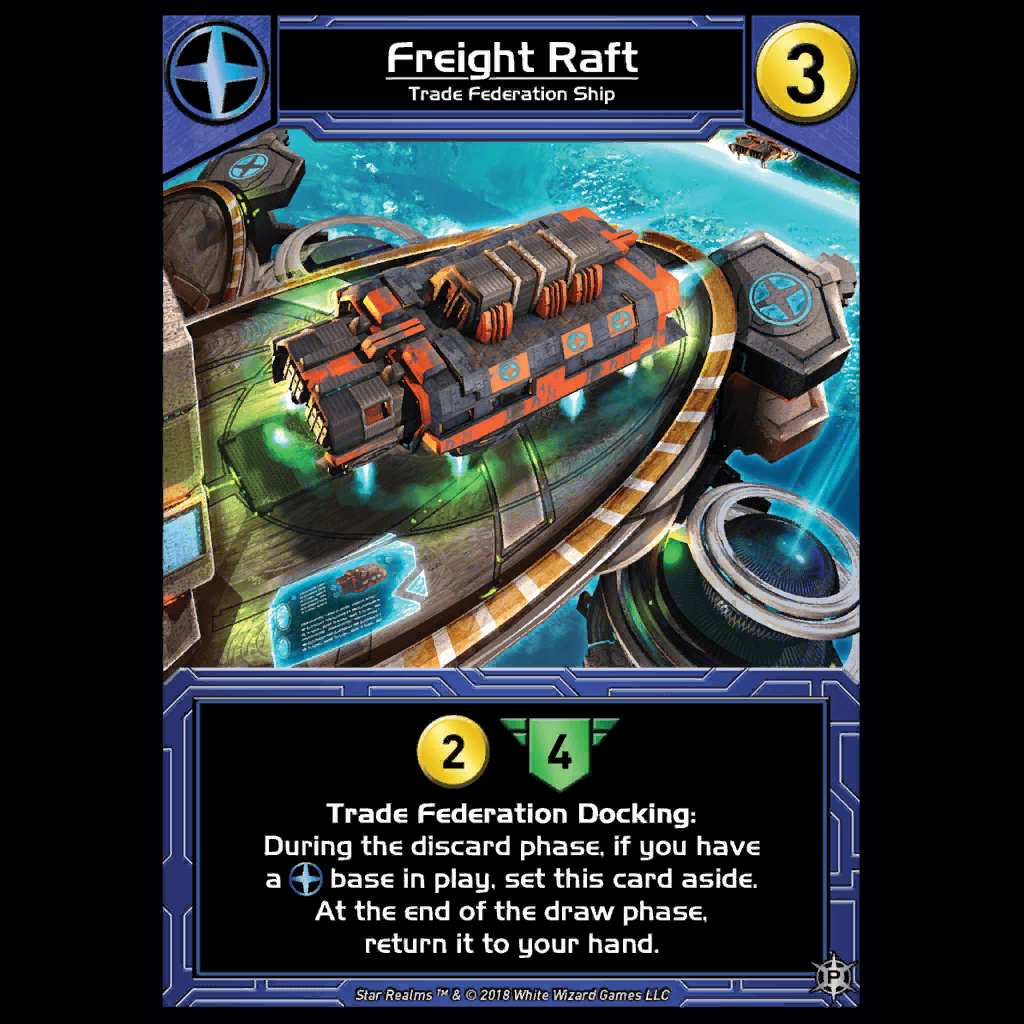 Freight Raft
Trade Federation Ship
3
2 4
Trade Federation Docking:
During the discard phase, if you have
a base in play, set this card aside.
At the end of the draw phase,
return it to your hand.
P
Star Realms ™ & © 2018 White Wizard Games LLC